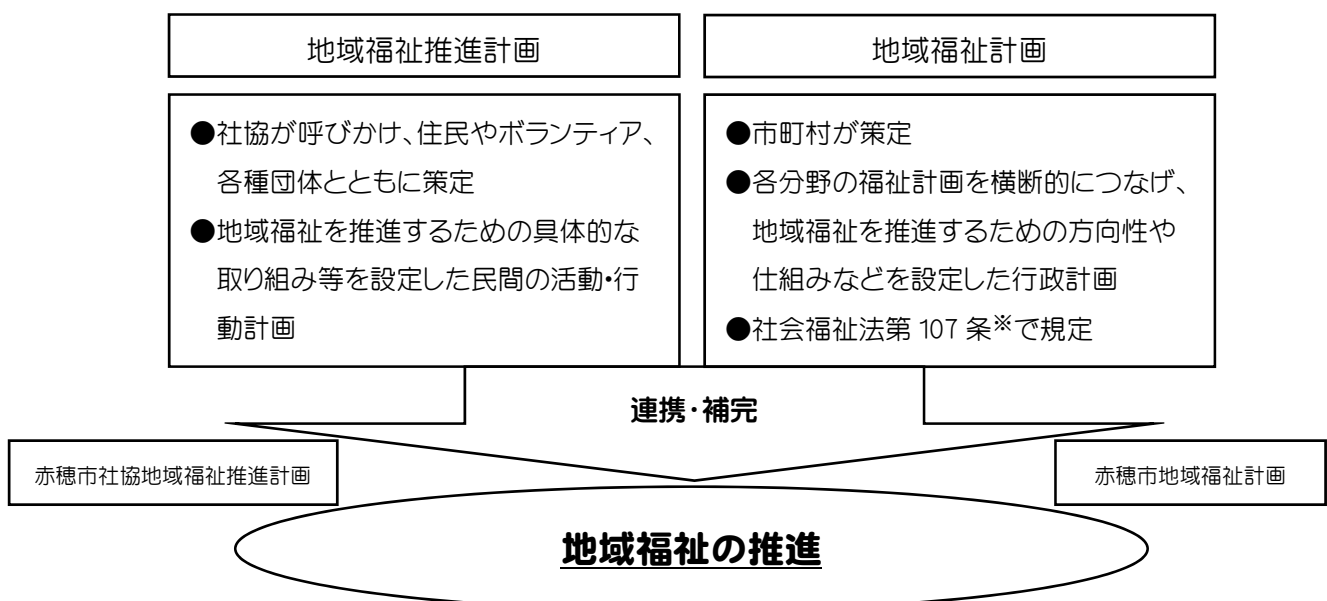 地域福祉推進計画
地域福祉計画
●社協が呼びかけ、住民やボランティア、
各種団体とともに策定
●地域福祉を推進するための具体的な
取り組み等を設定した民間の活動・行
動計画
●市町村が策定
●各分野の福祉計画を横断的につなげ、
地域福祉を推進するための方向性や
仕組みなどを設定した行政計画
●社会福祉法第 107 条※で規定
連携・補完
赤穂市社協地域福祉推進計画
赤穂市地域福祉計画
地域福祉の推進